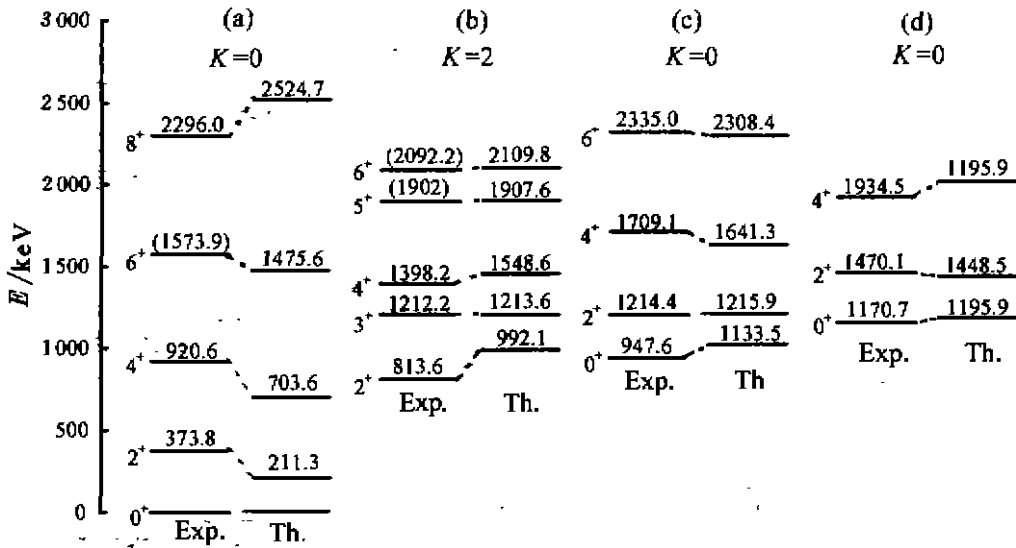 3 000
2 500
2 000
1 500
1 000
500
0
E/keV
(a)
K=0
8+ 2296.0 2524.7
6+ (1573.9) 1475.6
4+ 920.6 703.6
2+ 373.8 211.3
0+
Exp. Th.
(b)
K=2
6+ (2092.2) 2109.8
5+ (1902) 1907.6
4+ 1398.2 1548.6
3+ 1212.2 1213.6
2+ 813.6 992.1
Exp. Th.
(c)
K=0
6+ 2335.0 2308.4
4+ 1709.1 1641.3
2+ 1214.4 1215.9
0+ 947.6 1133.5
Exp. Th
(d)
K=0
4+ 1934.5 1195.9
2+ 1470.1 1448.5
0+ 1170.7 1195.9
Exp. Th.